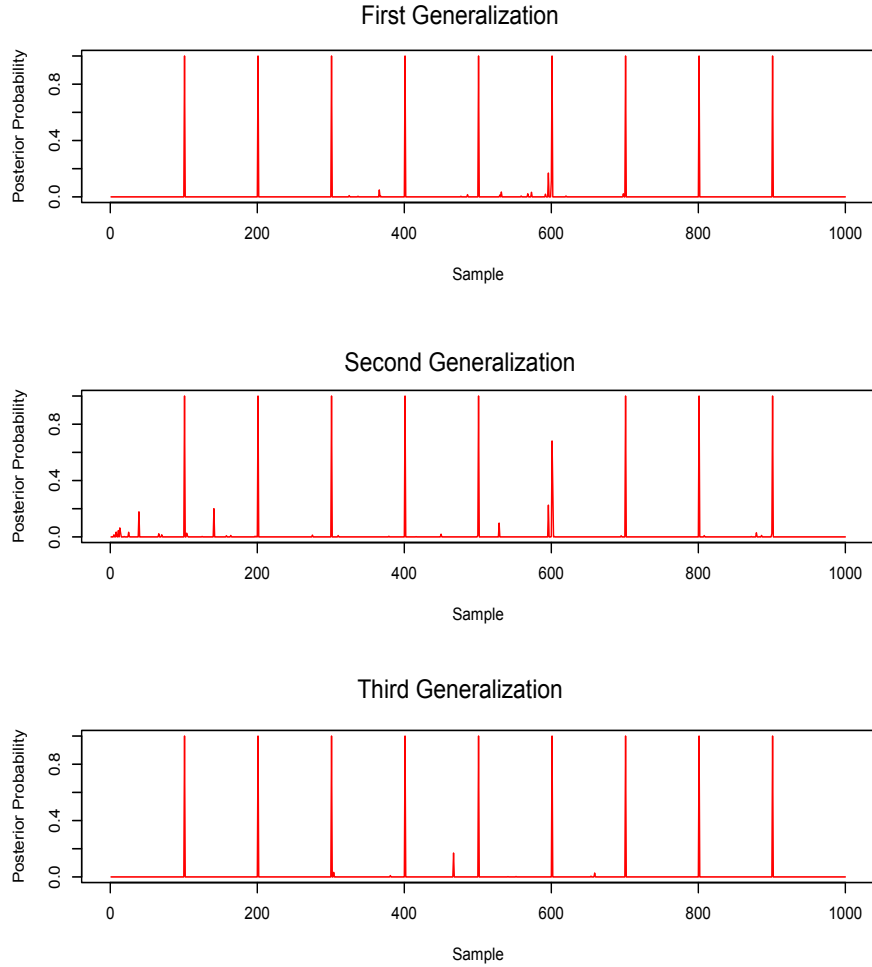 First Generalization
Posterior Probability
0.0 0.4 0.8
0 200 400 600 800 1000
Sample
Second Generalization
Posterior Probability
0.0 0.4 0.8
0 200 400 600 800 1000
Sample
Third Generalization
Posterior Probability
0.0 0.4 0.8
0 200 400 600 800 1000
Sample